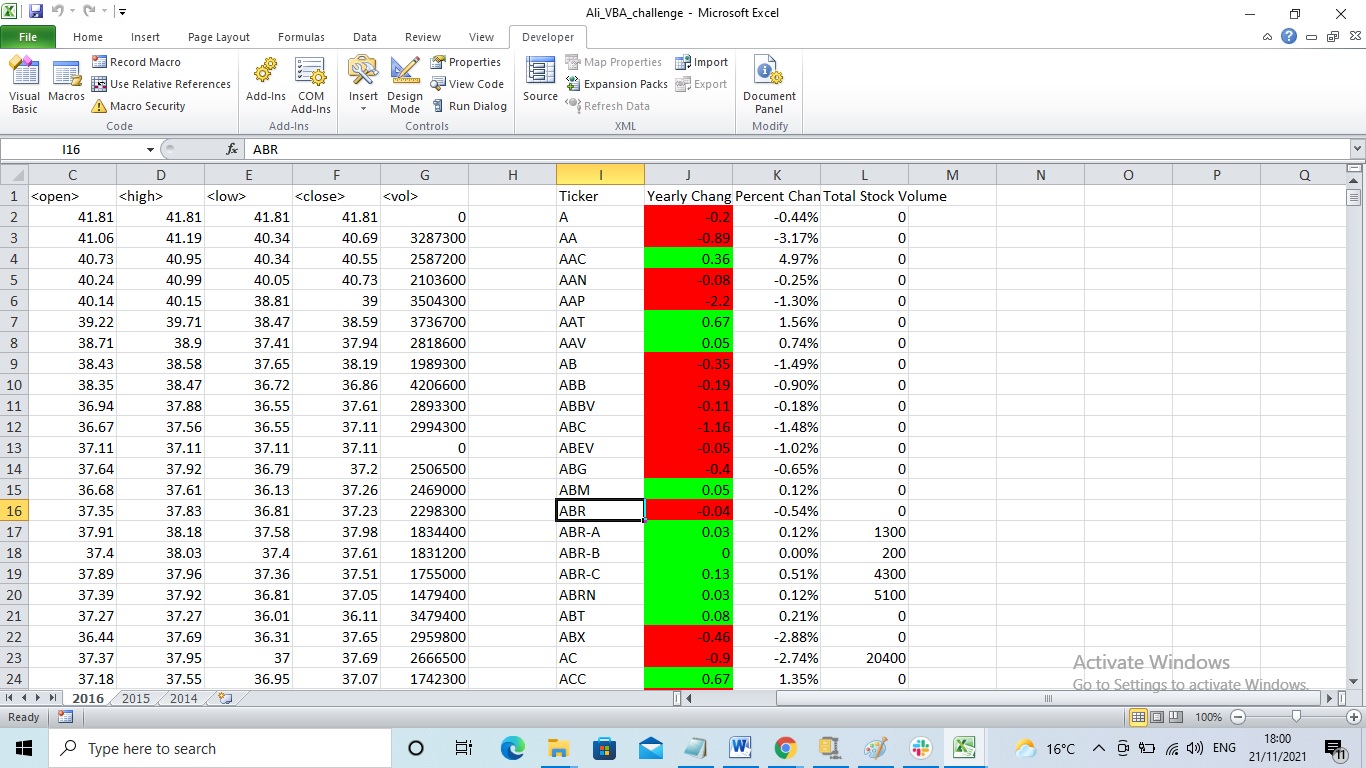 Ali_VBA_challenge - Microsoft Excel
File Home Insert Page Layout Formulas Data Review View Developer
Visual Basic
Macros
Record Macro
Use Relative References
Macro Security
Code
Add-Ins
COM Add-Ins
Add-Ins
Insert
Design Mode
Properties
View Code
Run Dialog
Controls
Source
Map Properties
Expansion Packs
Refresh Data
Import
Export
XML
Document Panel
Modify
I16 fx ABR
C D E F G H I J K L M N O P Q
1 <open> <high> <low> <close> <vol> Ticker Yearly Chang Percent Chan Total Stock Volume
2 41.81 41.81 41.81 41.81 0 A -0.2 -0.44% 0
3 41.06 41.19 40.34 40.69 3287300 AA -0.89 -3.17% 0
4 40.73 40.95 40.34 40.55 2587200 AAC 0.36 4.97% 0
5 40.24 40.99 40.05 40.73 2103600 AAN -0.08 -0.25% 0
6 40.14 40.15 38.81 39 3504300 AAP -2.2 -1.30% 0
7 39.22 39.71 38.47 38.59 3736700 AAT 0.67 1.56% 0
8 38.71 38.9 37.41 37.94 2818600 AAV 0.05 0.74% 0
9 38.43 38.58 37.65 38.19 1989300 AB -0.35 -1.49% 0
10 38.35 38.47 36.72 36.86 4206600 ABB -0.19 -0.90% 0
11 36.94 37.88 36.55 37.61 2893300 ABBV -0.11 -0.18% 0
12 36.67 37.56 36.55 37.11 2994300 ABC -1.16 -1.48% 0
13 37.11 37.11 37.11 37.11 0 ABEV -0.05 -1.02% 0
14 37.64 37.92 36.79 37.2 2506500 ABG -0.4 -0.65% 0
15 36.68 37.61 36.13 37.26 2469000 ABM 0.05 0.12% 0
16 37.35 37.83 36.81 37.23 2298300 ABR -0.04 -0.54% 0
17 37.91 38.18 37.58 37.98 1834400 ABR-A 0.03 0.12% 1300
18 37.4 38.03 37.4 37.61 1831200 ABR-B 0 0.00% 200
19 37.89 37.96 37.36 37.51 1755000 ABR-C 0.13 0.51% 4300
20 37.39 37.92 36.81 37.05 1479400 ABRN 0.03 0.12% 5100
21 37.27 37.27 36.01 36.11 3479400 ABT 0.08 0.21% 0
22 36.44 37.69 36.31 37.65 2959800 ABX -0.46 -2.88% 0
23 37.37 37.95 37 37.69 2666500 AC -0.9 -2.74% 20400
24 37.18 37.55 36.95 37.07 1742300 ACC 0.67 1.35% 0
Activate Windows
Go to Settings to activate Windows.
2016 2015 2014
Ready 100%
Type here to search
16°C ENG 18:00
21/11/2021
11